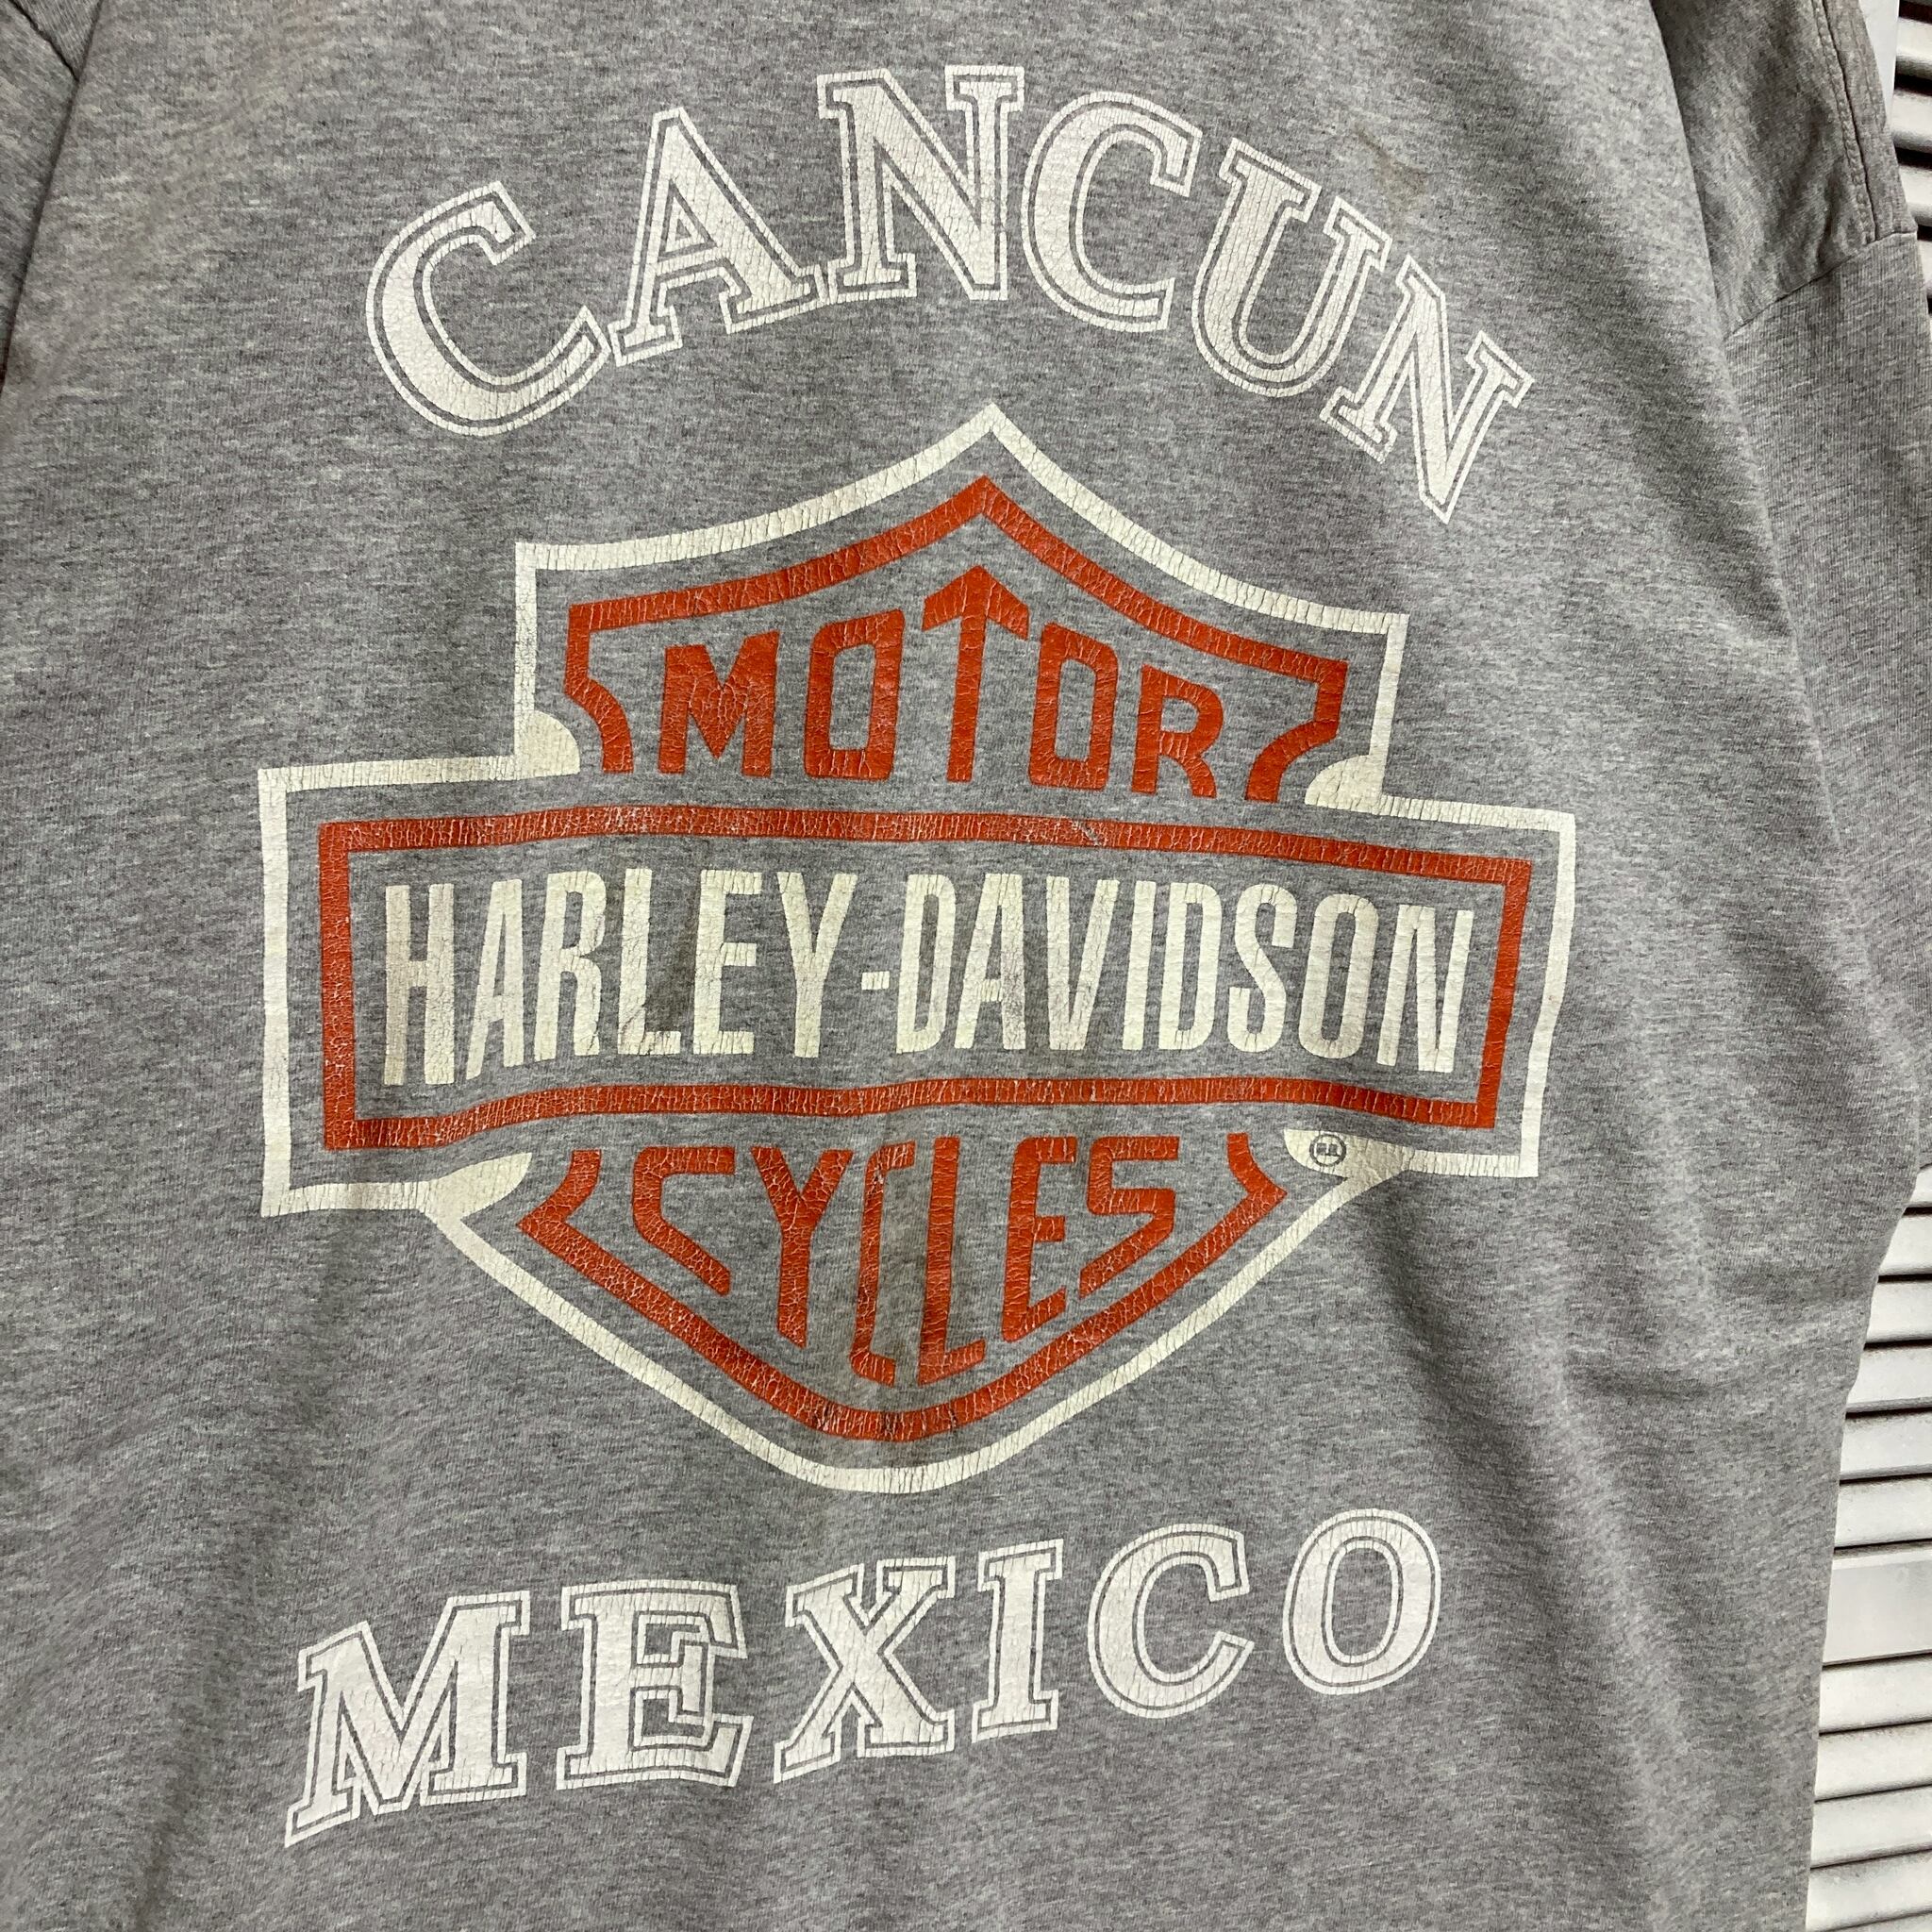 CANCUN
MOTOR
HARLEY-DAVIDSON
®
CYCLES
MEXICO